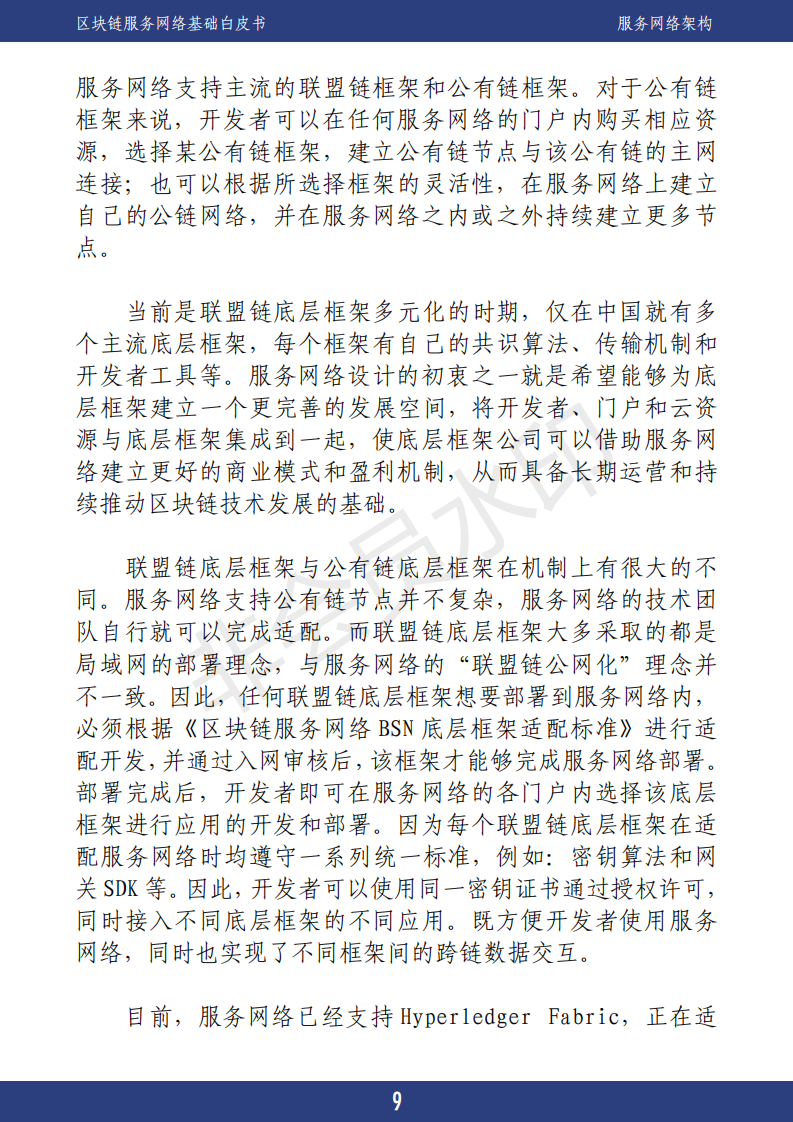 区块链服务网络基础白皮书
服务网络架构
服务网络支持主流的联盟链框架和公有链框架。对于公有链
框架来说，开发者可以在任何服务网络的门户内购买相应资
源，选择某公有链框架，建立公有链节点与该公有链的主网
连接；也可以根据所选择框架的灵活性，在服务网络上建立
自己的公链网络，并在服务网络之内或之外持续建立更多节
点。
当前是联盟链底层框架多元化的时期，仅在中国就有多
个主流底层框架，每个框架有自己的共识算法、传输机制和
开发者工具等。服务网络设计的初衷之一就是希望能够为底
层框架建立一个更完善的发展空间，将开发者、门户和云资
源与底层框架集成到一起，使底层框架公司可以借助服务网
络建立更好的商业模式和盈利机制，从而具备长期运营和持
续推动区块链技术发展的基础。
联盟链底层框架与公有链底层框架在机制上有很大的不
同。服务网络支持公有链节点并不复杂，服务网络的技术团
队自行就可以完成适配。而联盟链底层框架大多采取的都是
局域网的部署理念，与服务网络的“联盟链公网化”理念并
不一致。因此，任何联盟链底层框架想要部署到服务网络内，
必须根据《区块链服务网络 BSN 底层框架适配标准》进行适
配开发，并通过入网审核后，该框架才能够完成服务网络部署。
部署完成后，开发者即可在服务网络的各门户内选择该底层
框架进行应用的开发和部署。因为每个联盟链底层框架在适
配服务网络时均遵守一系列统一标准，例如：密钥算法和网
关 SDK 等。因此，开发者可以使用同一密钥证书通过授权许可，
同时接入不同底层框架的不同应用。既方便开发者使用服务
网络，同时也实现了不同框架间的跨链数据交互。
目前，服务网络已经支持 Hyperledger Fabric，正在适
9
非会员水印